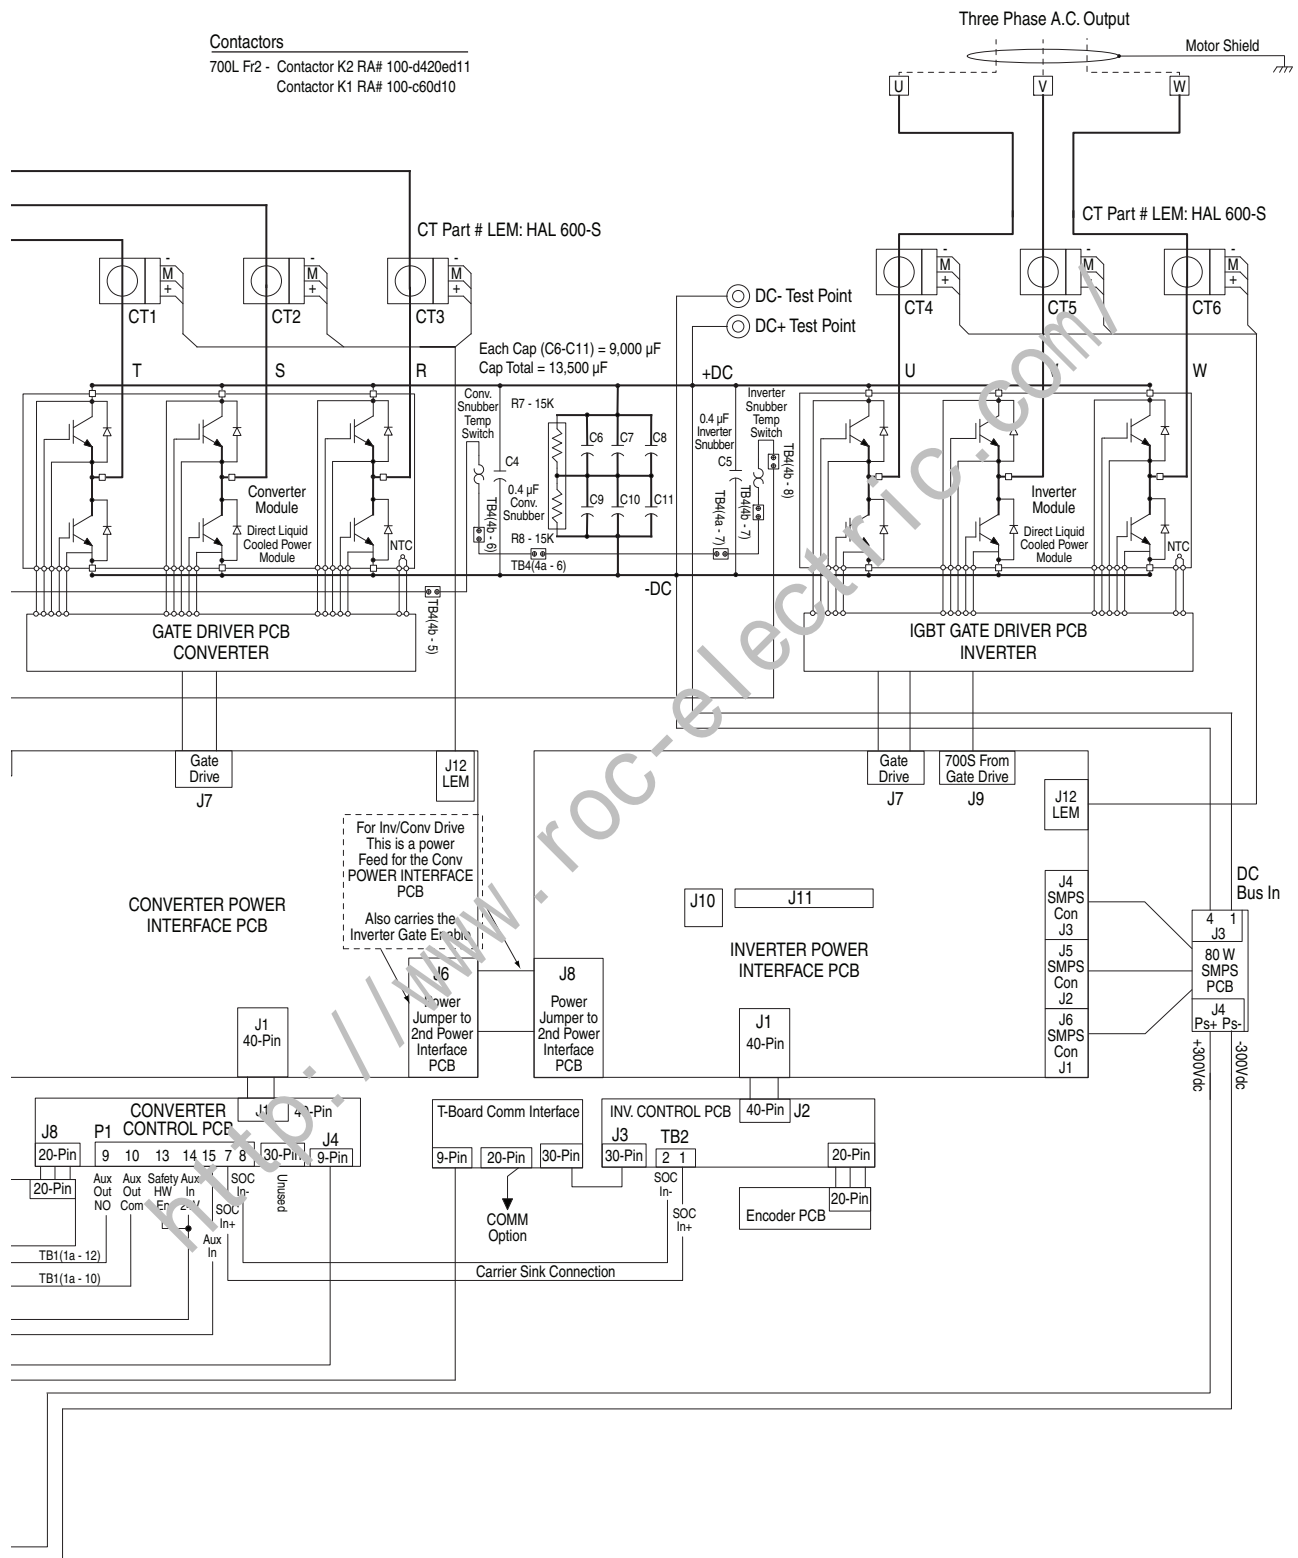 Three Phase A.C. Output
Contactors
700L Fr2 - Contactor K2 RA# 100-d420ed11
Contactor K1 RA# 100-c60d10
Motor Shield
U
V
W
CT Part # LEM: HAL 600-S
CT Part # LEM: HAL 600-S
-
M
+
-
M
+
-
M
+
-
M
+
-
M
+
-
M
+
CT1
CT2
CT3
CT4
CT5
CT6
DC- Test Point
DC+ Test Point
Each Cap (C6-C11) = 9,000 µF
Cap Total = 13,500 µF
T
S
R
+DC
U
W
Conv.
Snubber
Temp
Switch
R7 - 15K
C6
C7
C8
C4
C9
C10
C11
0.4 µF
Conv.
Snubber
R8 - 15K
TB4(4b - 6)
TB4(4a - 6)
0.4 µF
Inverter
Snubber
C5
Inverter
Snubber
Temp
Switch
TB4(4b - 8)
TB4(4b - 7)
TB4(4a - 7)
Converter
Module
Direct Liquid
Cooled Power
Module
NTC
Inverter
Module
Direct Liquid
Cooled Power
Module
NTC
-DC
TB4(4b - 5)
GATE DRIVER PCB
CONVERTER
IGBT GATE DRIVER PCB
INVERTER
Gate
Drive
J7
J12
LEM
Gate
Drive
J7
700S From
Gate Drive
J9
J12
LEM
For Inv/Conv Drive
This is a power
Feed for the Conv
POWER INTERFACE
PCB
Also carries the
Inverter Gate Enable
CONVERTER POWER
INTERFACE PCB
J10
J11
INVERTER POWER
INTERFACE PCB
J4
SMPS
Con
J3
J5
SMPS
Con
J2
J6
SMPS
Con
J1
DC
Bus In
4 1
J3
80 W
SMPS
PCB
J4
Ps+ Ps-
+300Vdc
-300Vdc
J6
Power
Jumper to
2nd Power
Interface
PCB
J8
Power
Jumper to
2nd Power
Interface
PCB
J1
40-Pin
J1
40-Pin
CONVERTER
CONTROL PCB
J1
40-Pin
J8
20-Pin
20-Pin
P1
9 10 13 14 15 7 8
30-Pin
J4
9-Pin
Aux
Out
NO
Aux
Out
Com
Safety
HW
En
Aux
In
24V
Aux
In
SOC
In+
SOC
In-
Unused
T-Board Comm Interface
9-Pin
20-Pin
30-Pin
COMM
Option
INV. CONTROL PCB
40-Pin
J2
J3
30-Pin
TB2
2 1
SOC
In-
SOC
In+
20-Pin
20-Pin
Encoder PCB
TB1(1a - 12)
TB1(1a - 10)
Carrier Sink Connection
http://www.roc-electric.com/